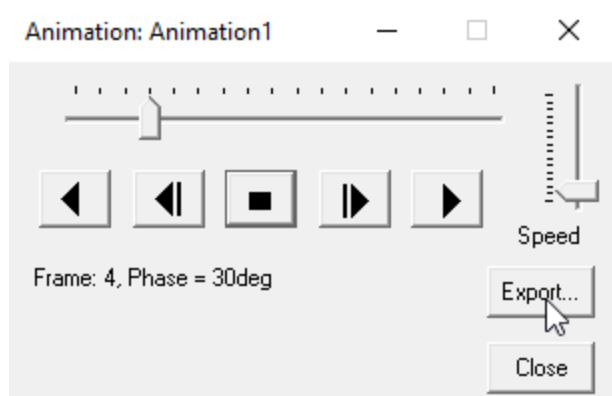 Animation: Animation1
Speed
Frame: 4, Phase = 30deg
Export...
Close